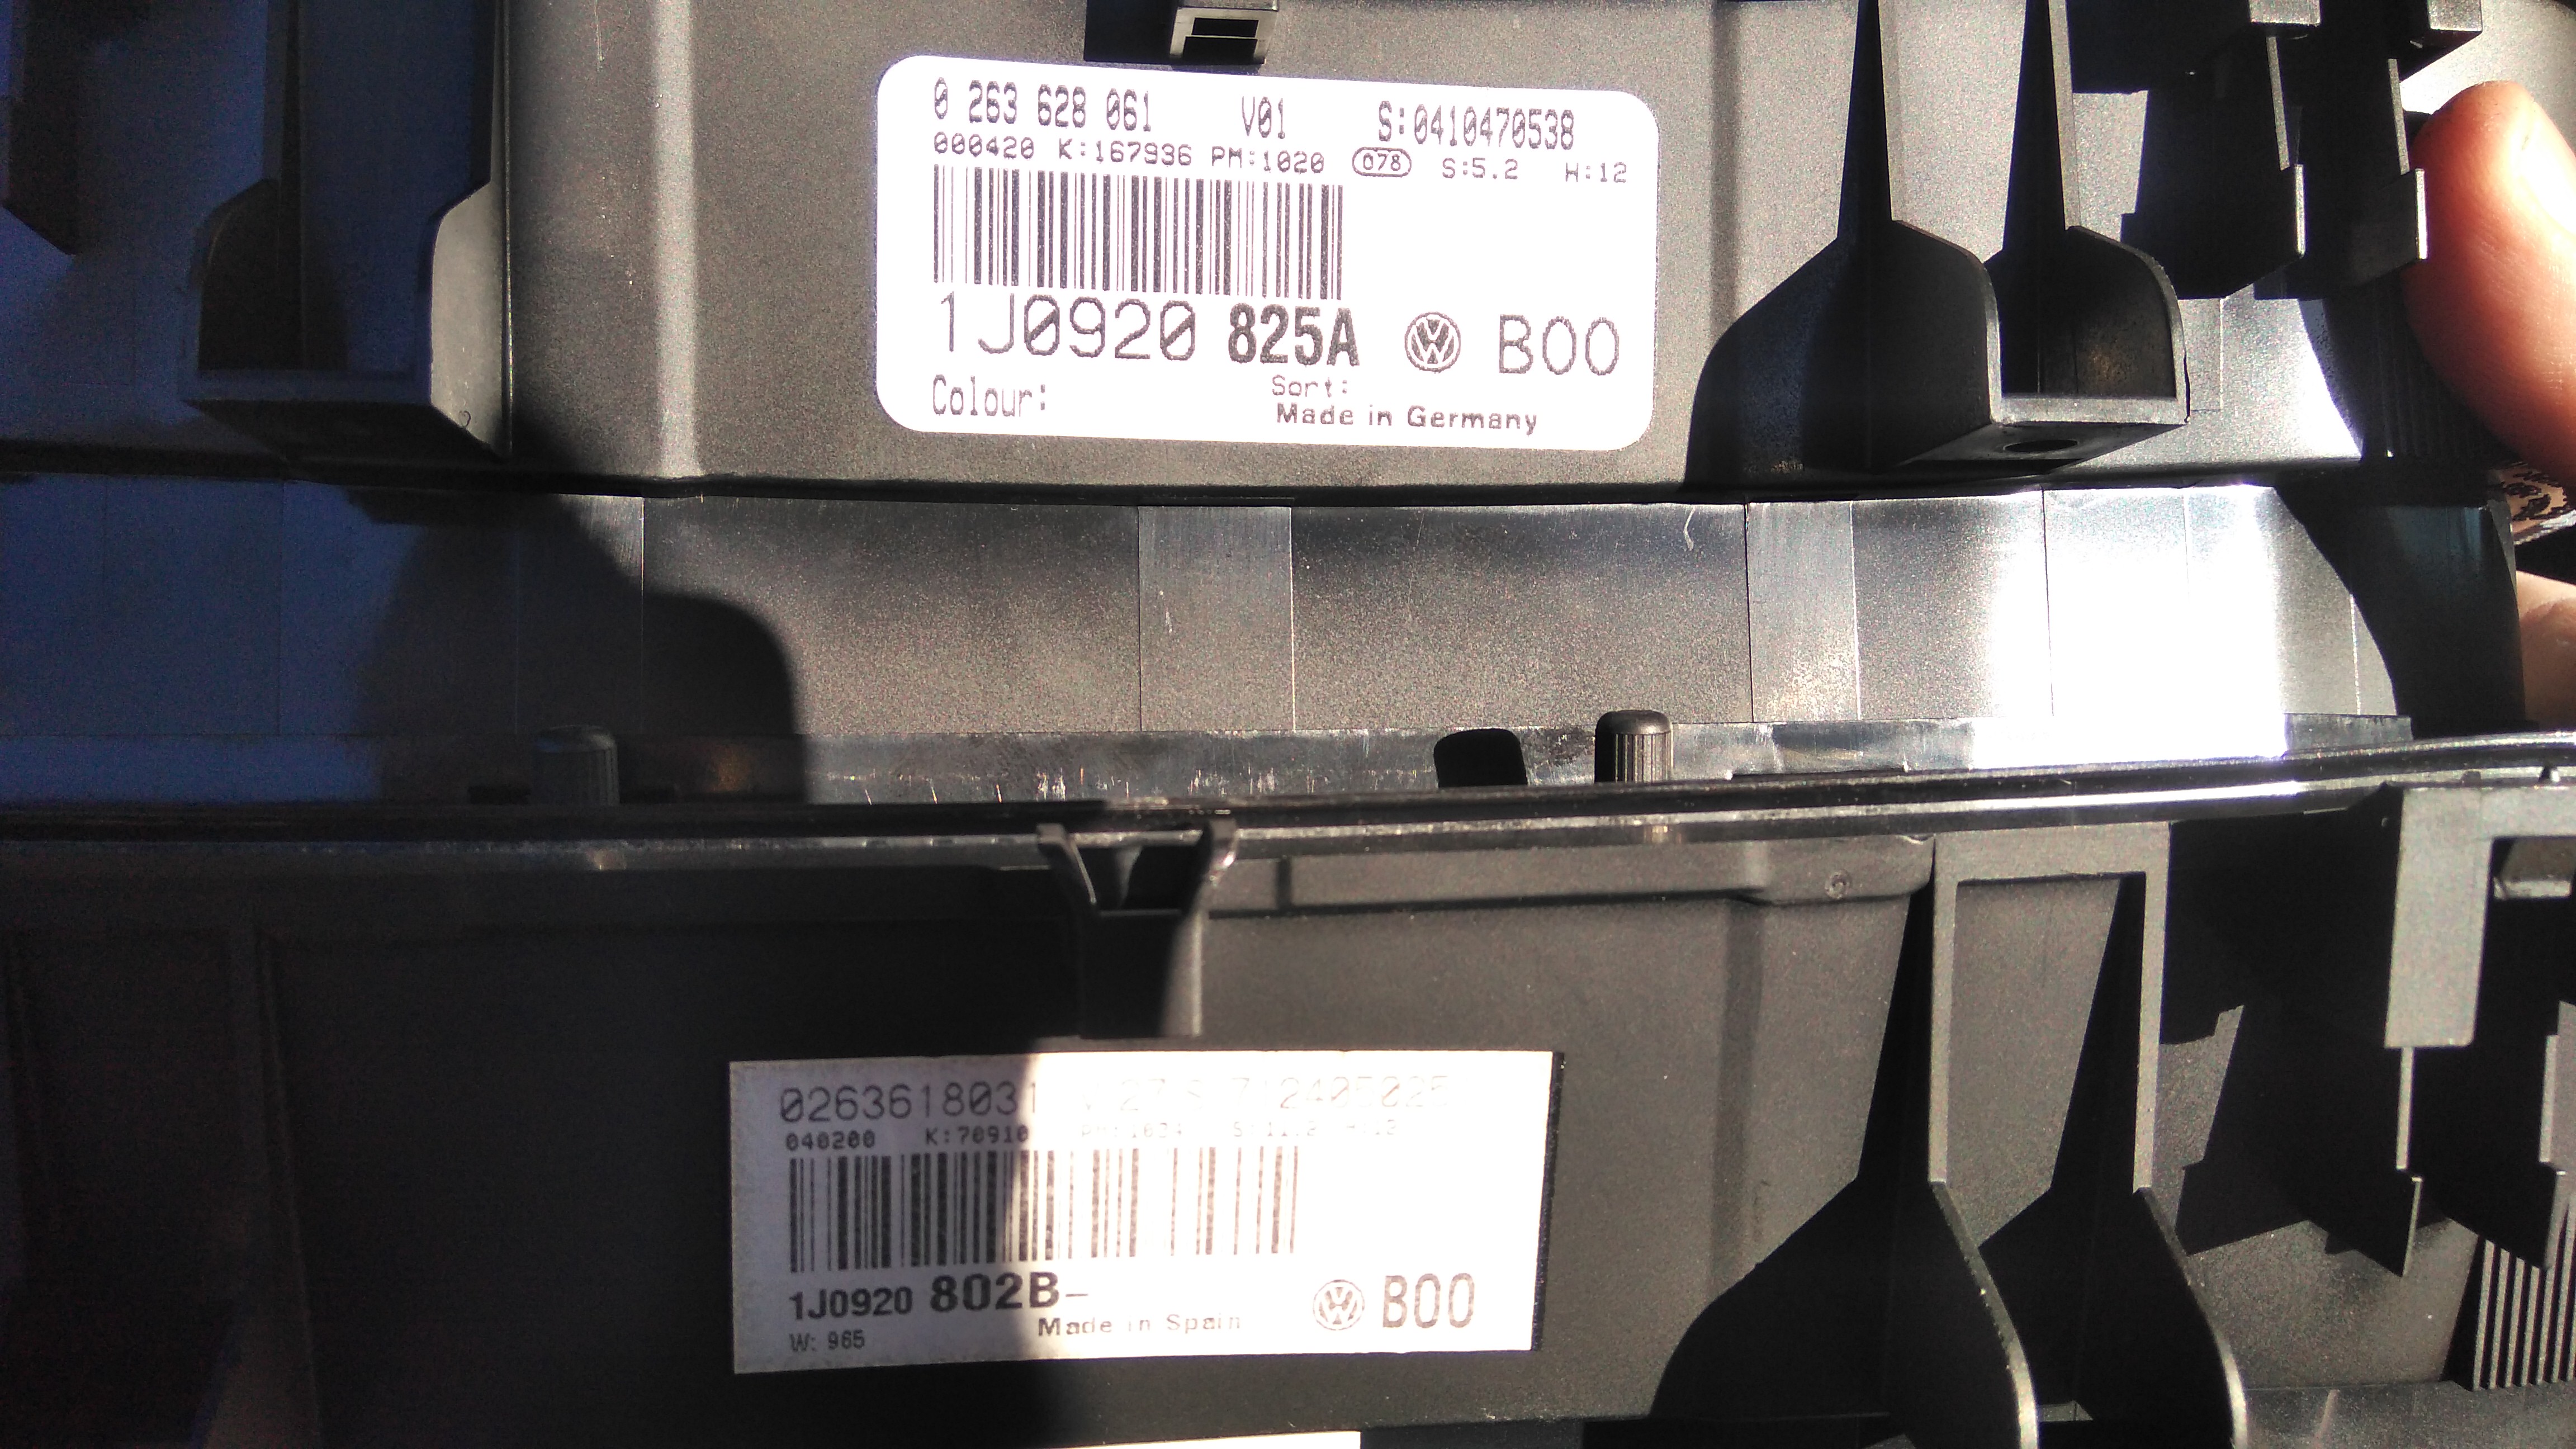 0 263 628 061 V01 S:0410470538
000420 K:167936 PM:1020 078 S:5.2 H:12
1J0920 825A B00
Colour: Sort:
Made in Germany
0263618031
040200 K:70910
1J0920 802B- B00
Made in Spain
W: 965